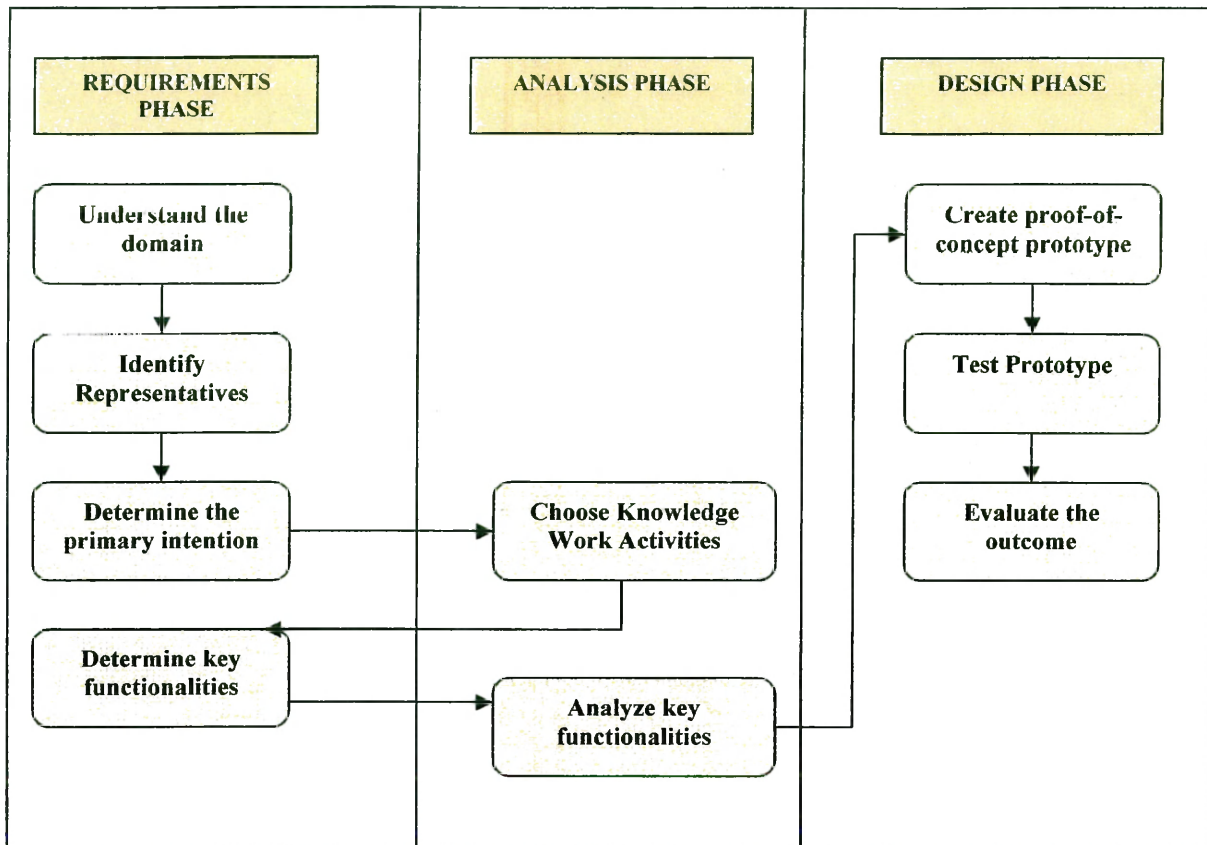 REQUIREMENTS
PHASE
ANALYSIS PHASE
DESIGN PHASE
Understand the
domain
Identify
Representatives
Determine the
primary intention
Determine key
functionalities
Choose Knowledge
Work Activities
Analyze key
functionalities
Create proof-of-
concept prototype
Test Prototype
Evaluate the
outcome